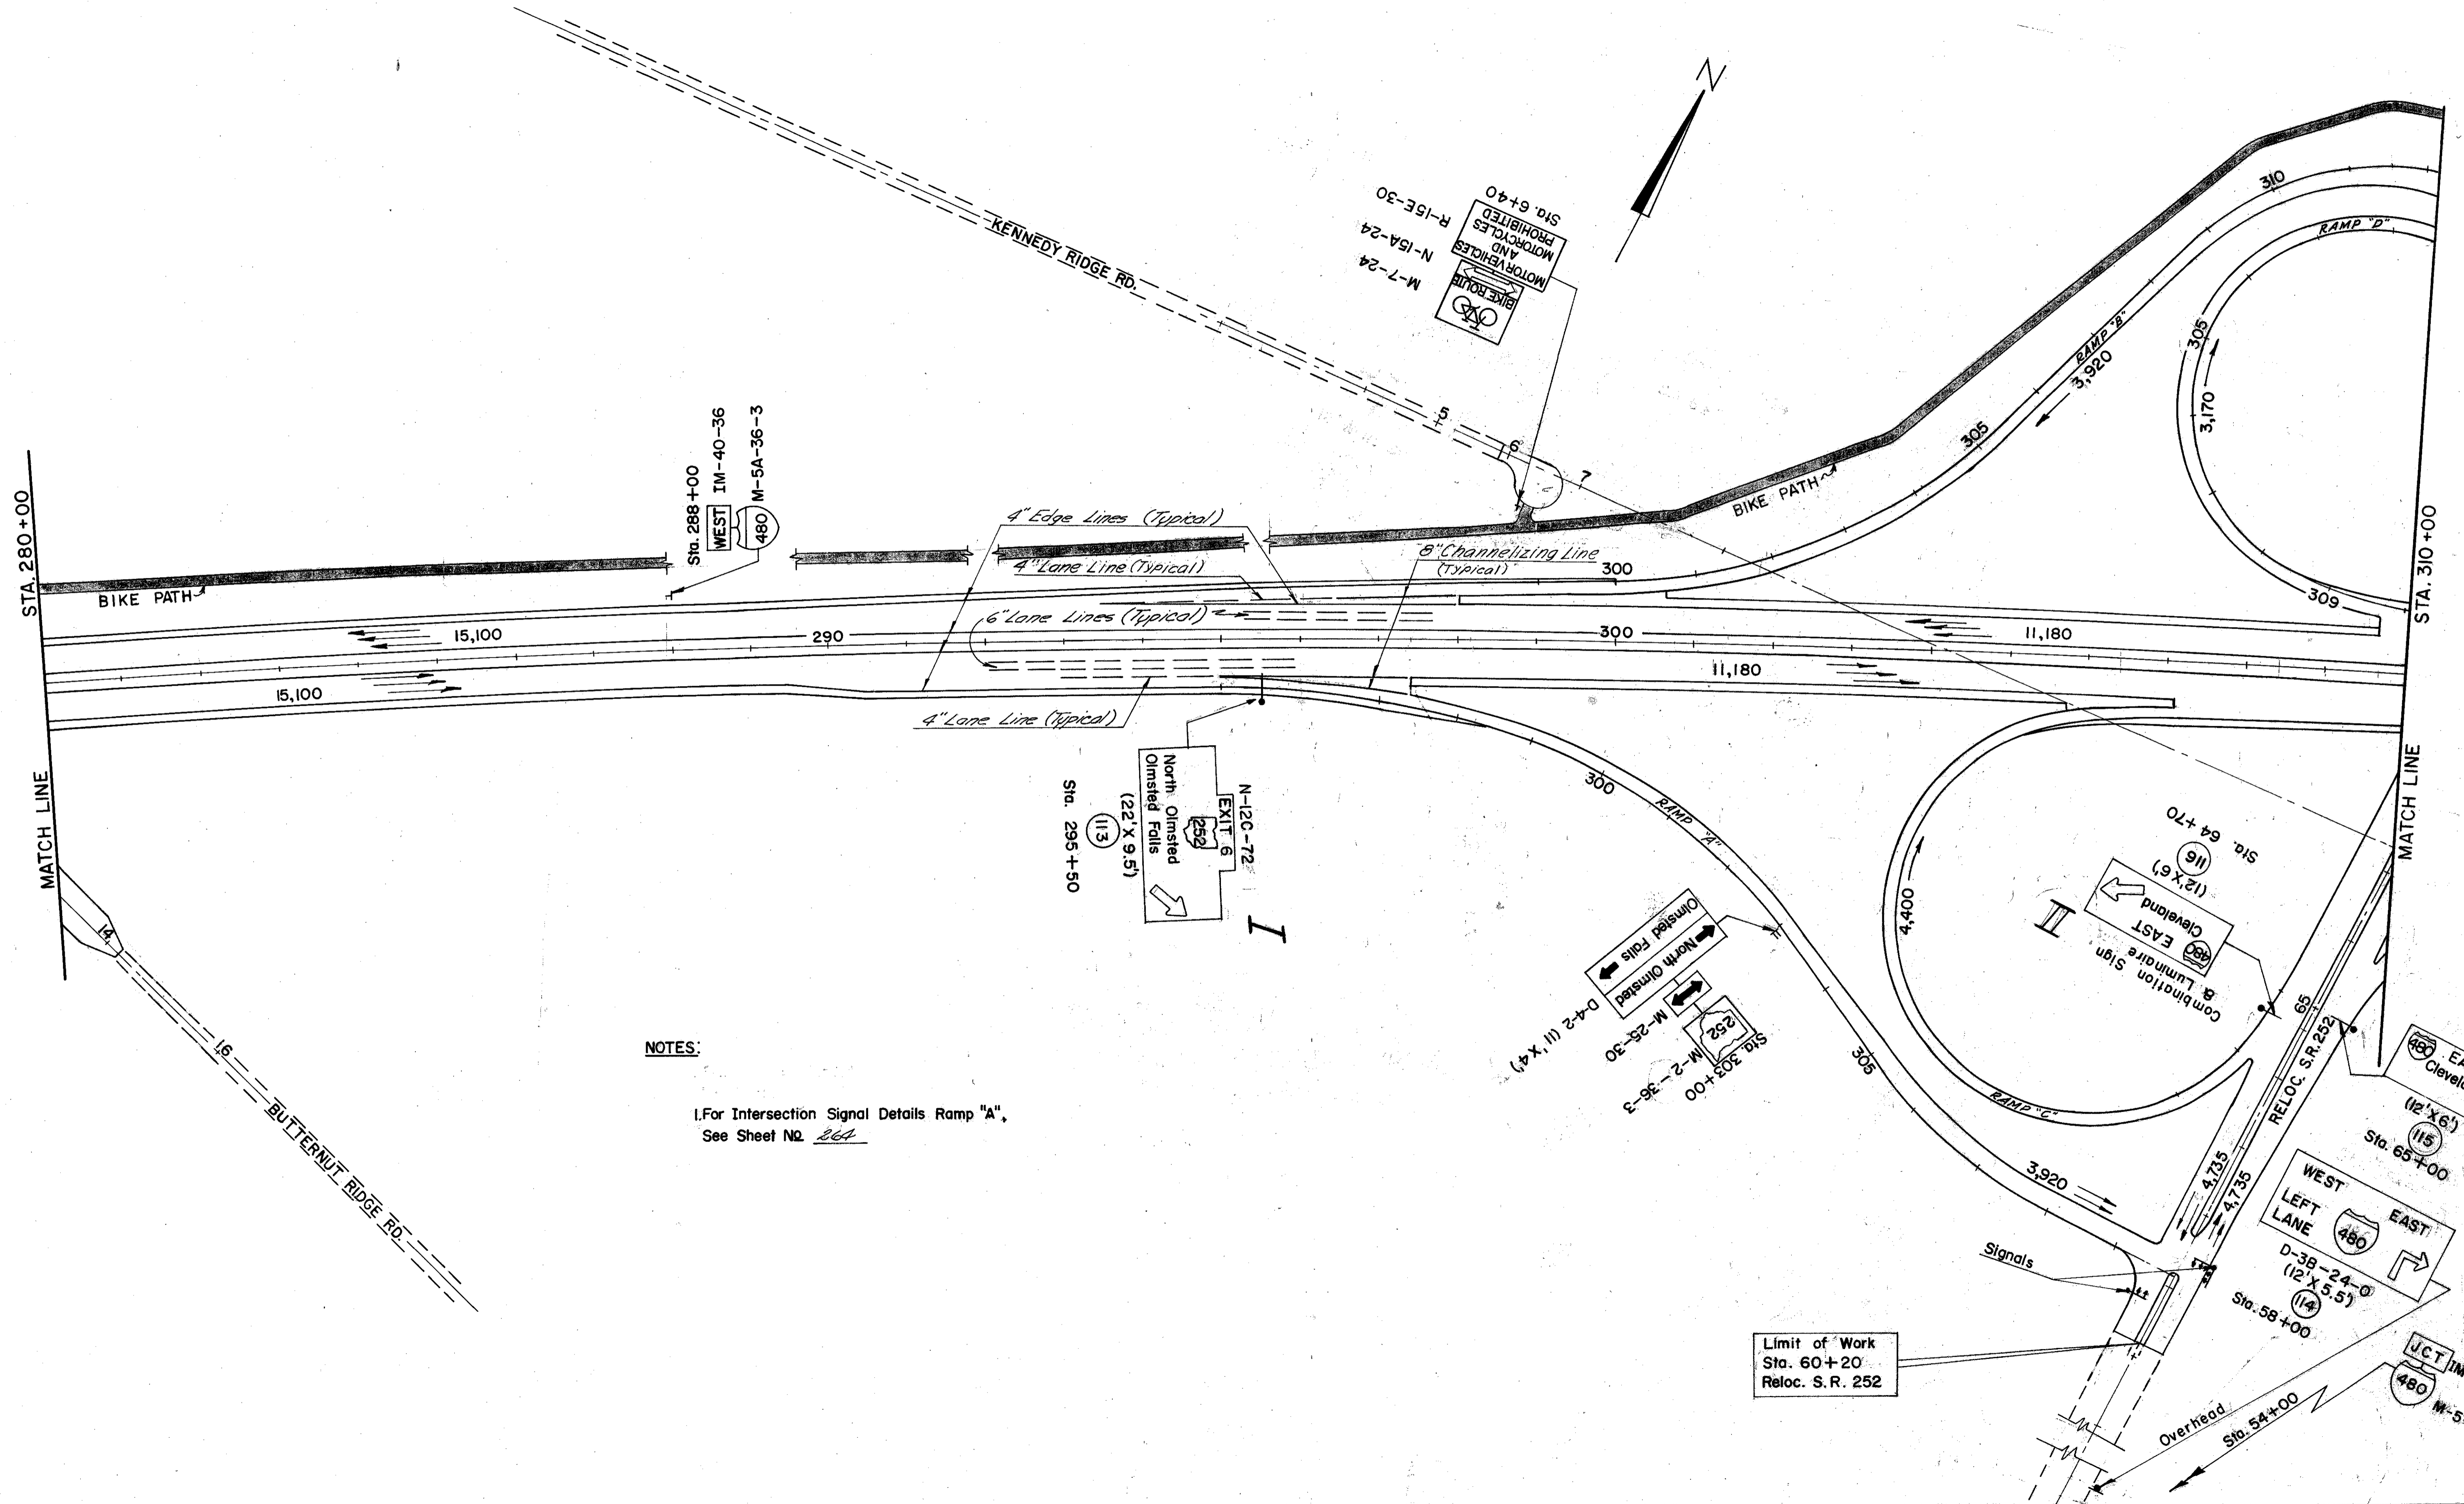 N
KENNEDY RIDGE RD.
Sta. 6+40
R-15E-30
MOTOR VEHICLES
AND
MOTORCYCLES
PROHIBITED
N-15A-24
M-7-24
BIKE ROUTE
5
6
7
310
RAMP "D"
305
3,170
309
RAMP "B"
3,920
305
BIKE PATH
STA. 310+00
MATCH LINE
STA. 280+00
MATCH LINE
BIKE PATH
Sta. 288+00
WEST IM-40-36
480 M-5A-36-3
4" Edge Lines (Typical)
4" Lane Line (Typical)
8" Channelizing Line
(Typical)
300
6" Lane Lines (Typical)
15,100
290
300
11,180
15,100
11,180
4" Lane Line (Typical)
N-12C-72
EXIT 6
252
North Olmsted
Olmsted Falls
(22' X 9.5')
113
Sta. 295+50
I
300
RAMP "A"
305
3,920
Olmsted Falls
North Olmsted
D-4-2 (11' X 4')
M-25-30
252
M-2-36-3
Sta. 303+00
4,400
RAMP "C"
II
Sta. 64+70
116
(12' X 6')
480 EAST
Cleveland
Combination Sign
& Luminaire
65
RELOC. S.R. 252
4,735
4,735
480
(12' X 6')
115
Sta. 65+00
WEST EAST
LEFT
LANE
480
D-3B-24-0
(12' X 5.5')
114
Sta. 58+00
JCT
480
Overhead
Sta. 54+00
Signals
Limit of Work
Sta. 60+20
Reloc. S.R. 252
14
16
BUTTERNUT RIDGE RD.
NOTES:
1. For Intersection Signal Details Ramp "A",
See Sheet No. 264